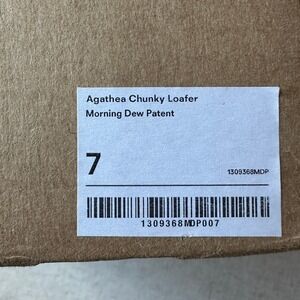 Agathea Chunky Loafer
Morning Dew Patent
7
1309368MDP
1309368MDP007